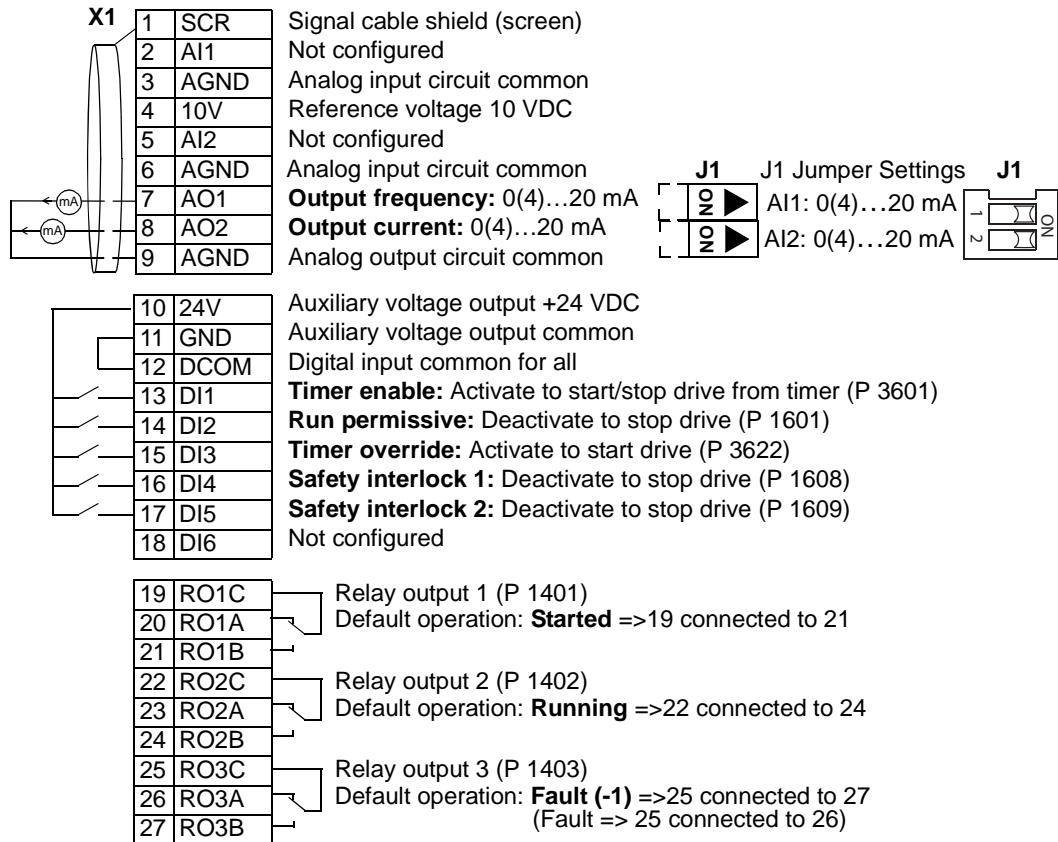 X1
1 SCR Signal cable shield (screen)
2 AI1 Not configured
3 AGND Analog input circuit common
4 10V Reference voltage 10 VDC
5 AI2 Not configured
6 AGND Analog input circuit common
7 AO1 Output frequency: 0(4)…20 mA
8 AO2 Output current: 0(4)…20 mA
9 AGND Analog output circuit common
mA
mA
J1 J1 Jumper Settings J1
ON AI1: 0(4)…20 mA
ON AI2: 0(4)…20 mA
1
2
ON
10 24V Auxiliary voltage output +24 VDC
11 GND Auxiliary voltage output common
12 DCOM Digital input common for all
13 DI1 Timer enable: Activate to start/stop drive from timer (P 3601)
14 DI2 Run permissive: Deactivate to stop drive (P 1601)
15 DI3 Timer override: Activate to start drive (P 3622)
16 DI4 Safety interlock 1: Deactivate to stop drive (P 1608)
17 DI5 Safety interlock 2: Deactivate to stop drive (P 1609)
18 DI6 Not configured
19 RO1C Relay output 1 (P 1401)
20 RO1A Default operation: Started =>19 connected to 21
21 RO1B
22 RO2C Relay output 2 (P 1402)
23 RO2A Default operation: Running =>22 connected to 24
24 RO2B
25 RO3C Relay output 3 (P 1403)
26 RO3A Default operation: Fault (-1) =>25 connected to 27
27 RO3B (Fault => 25 connected to 26)